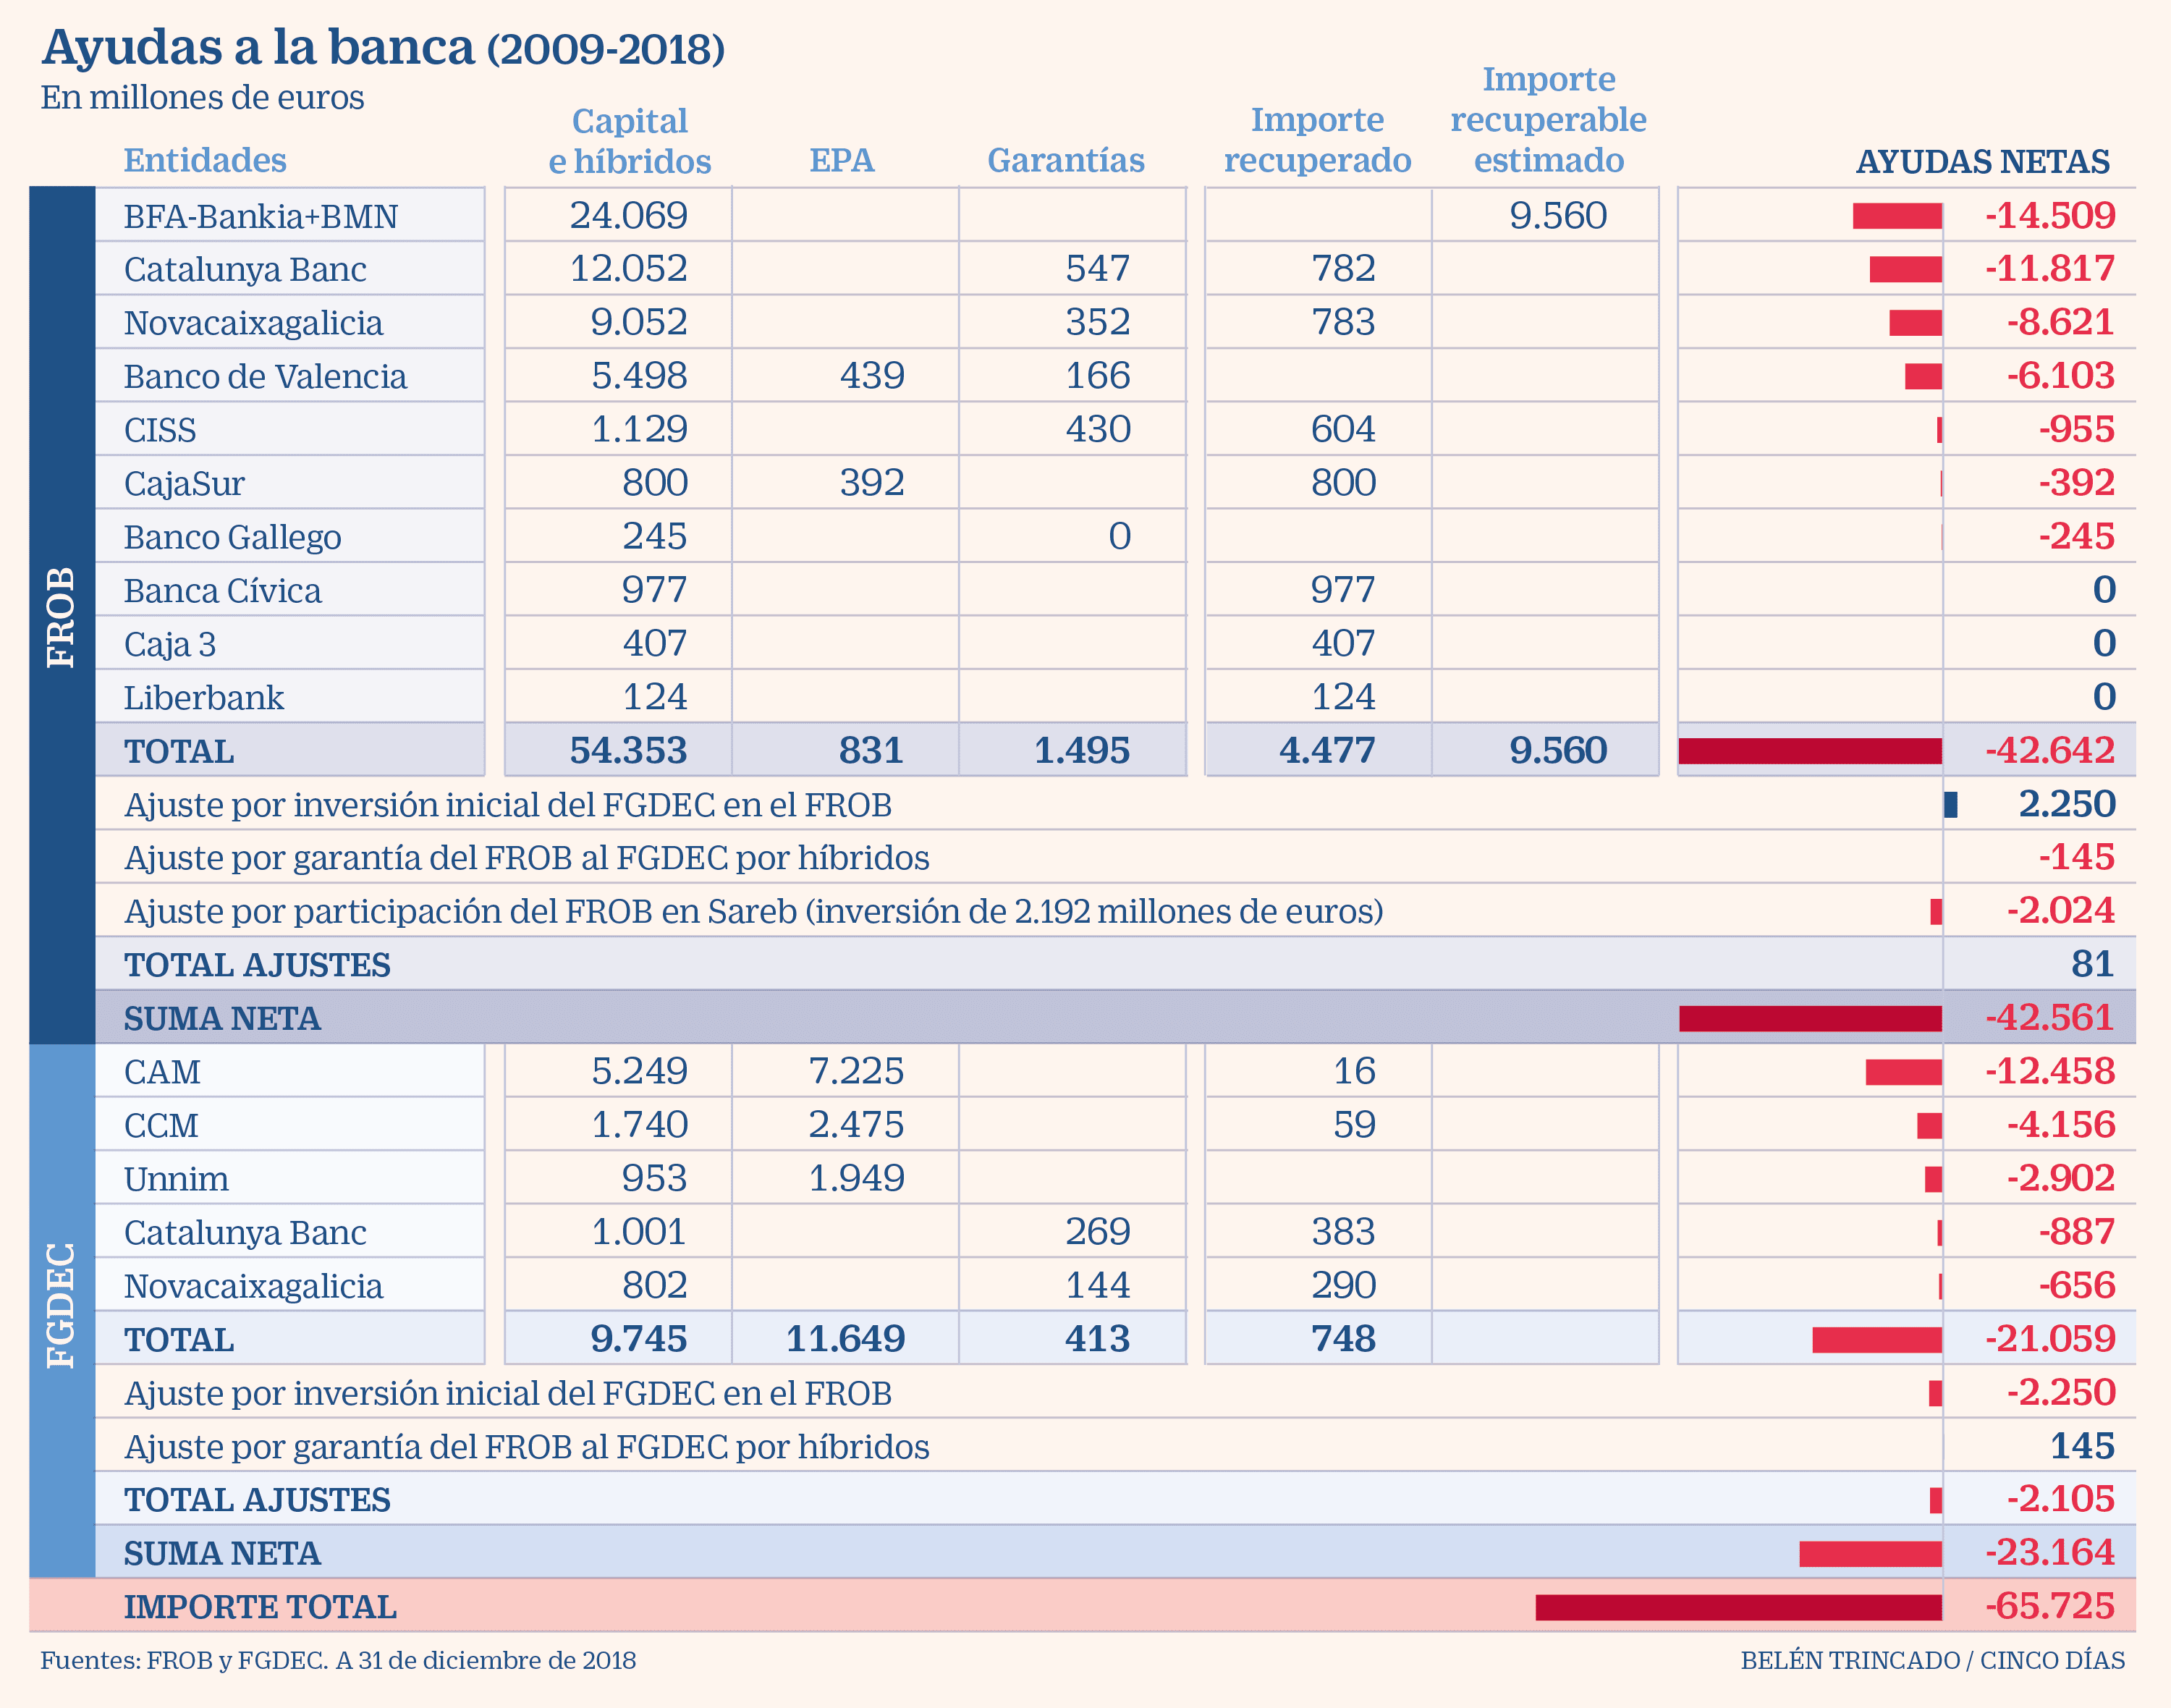 Ayudas a la banca (2009-2018)
En millones de euros
Entidades
Capital
e híbridos
EPA
Garantías
Importe
recuperado
Importe
recuperable
estimado
AYUDAS NETAS
FROB
BFA-Bankia+BMN 24.069 9.560 -14.509
Catalunya Banc 12.052 547 782 -11.817
Novacaixagalicia 9.052 352 783 -8.621
Banco de Valencia 5.498 439 166 -6.103
CISS 1.129 430 604 -955
CajaSur 800 392 800 -392
Banco Gallego 245 0 -245
Banca Cívica 977 977 0
Caja 3 407 407 0
Liberbank 124 124 0
TOTAL 54.353 831 1.495 4.477 9.560 -42.642
Ajuste por inversión inicial del FGDEC en el FROB 2.250
Ajuste por garantía del FROB al FGDEC por híbridos -145
Ajuste por participación del FROB en Sareb (inversión de 2.192 millones de euros) -2.024
TOTAL AJUSTES 81
SUMA NETA -42.561
FGDEC
CAM 5.249 7.225 16 -12.458
CCM 1.740 2.475 59 -4.156
Unnim 953 1.949 -2.902
Catalunya Banc 1.001 269 383 -887
Novacaixagalicia 802 144 290 -656
TOTAL 9.745 11.649 413 748 -21.059
Ajuste por inversión inicial del FGDEC en el FROB -2.250
Ajuste por garantía del FROB al FGDEC por híbridos 145
TOTAL AJUSTES -2.105
SUMA NETA -23.164
IMPORTE TOTAL -65.725
Fuentes: FROB y FGDEC. A 31 de diciembre de 2018
BELÉN TRINCADO / CINCO DÍAS